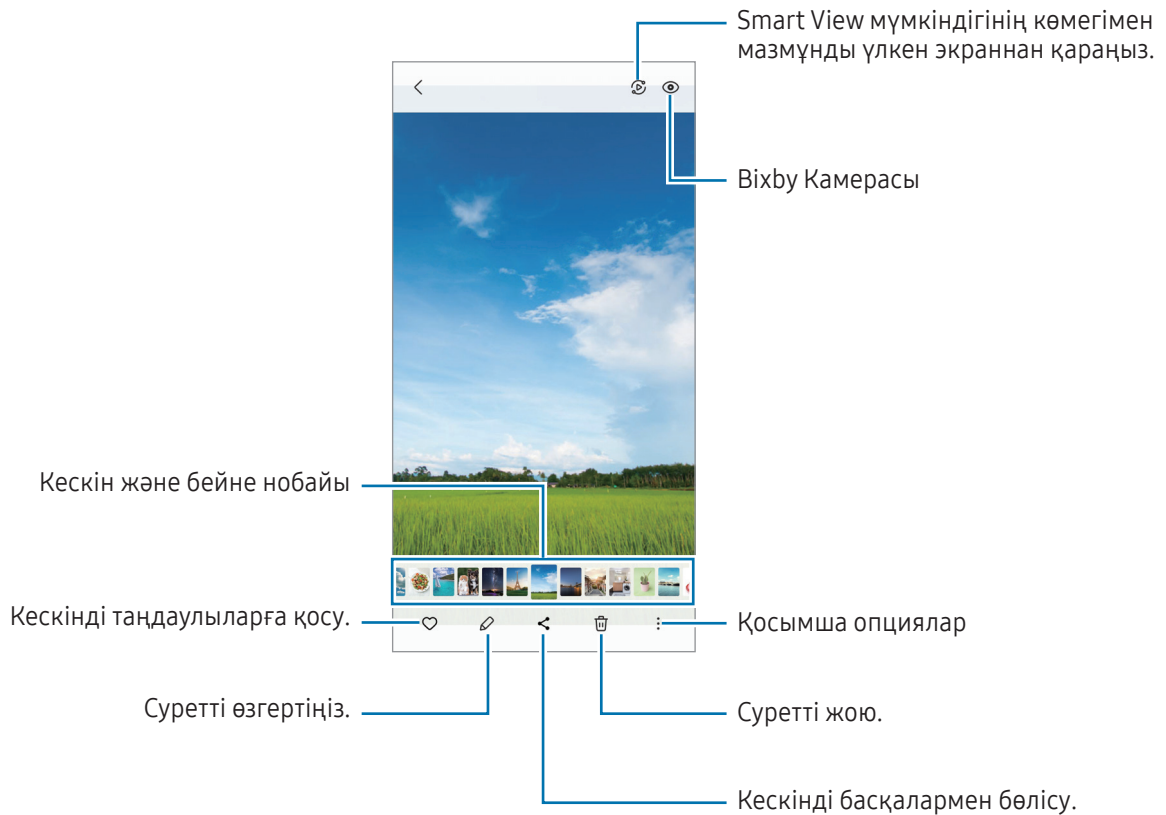 Smart View мүмкіндігінің көмегімен
мазмұнды үлкен экраннан қараңыз.
Bixby Камерасы
Кескін және бейне нобайы
Кескінді таңдаулыларға қосу.
Қосымша опциялар
Суретті өзгертіңіз.
Суретті жою.
Кескінді басқалармен бөлісу.